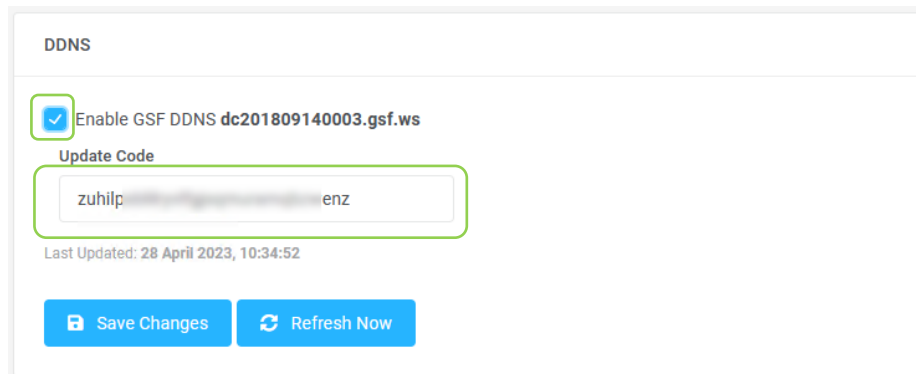 DDNS
Enable GSF DDNS dc201809140003.gsf.ws
Update Code
zuhilp enz
Last Updated: 28 April 2023, 10:34:52
Save Changes
Refresh Now